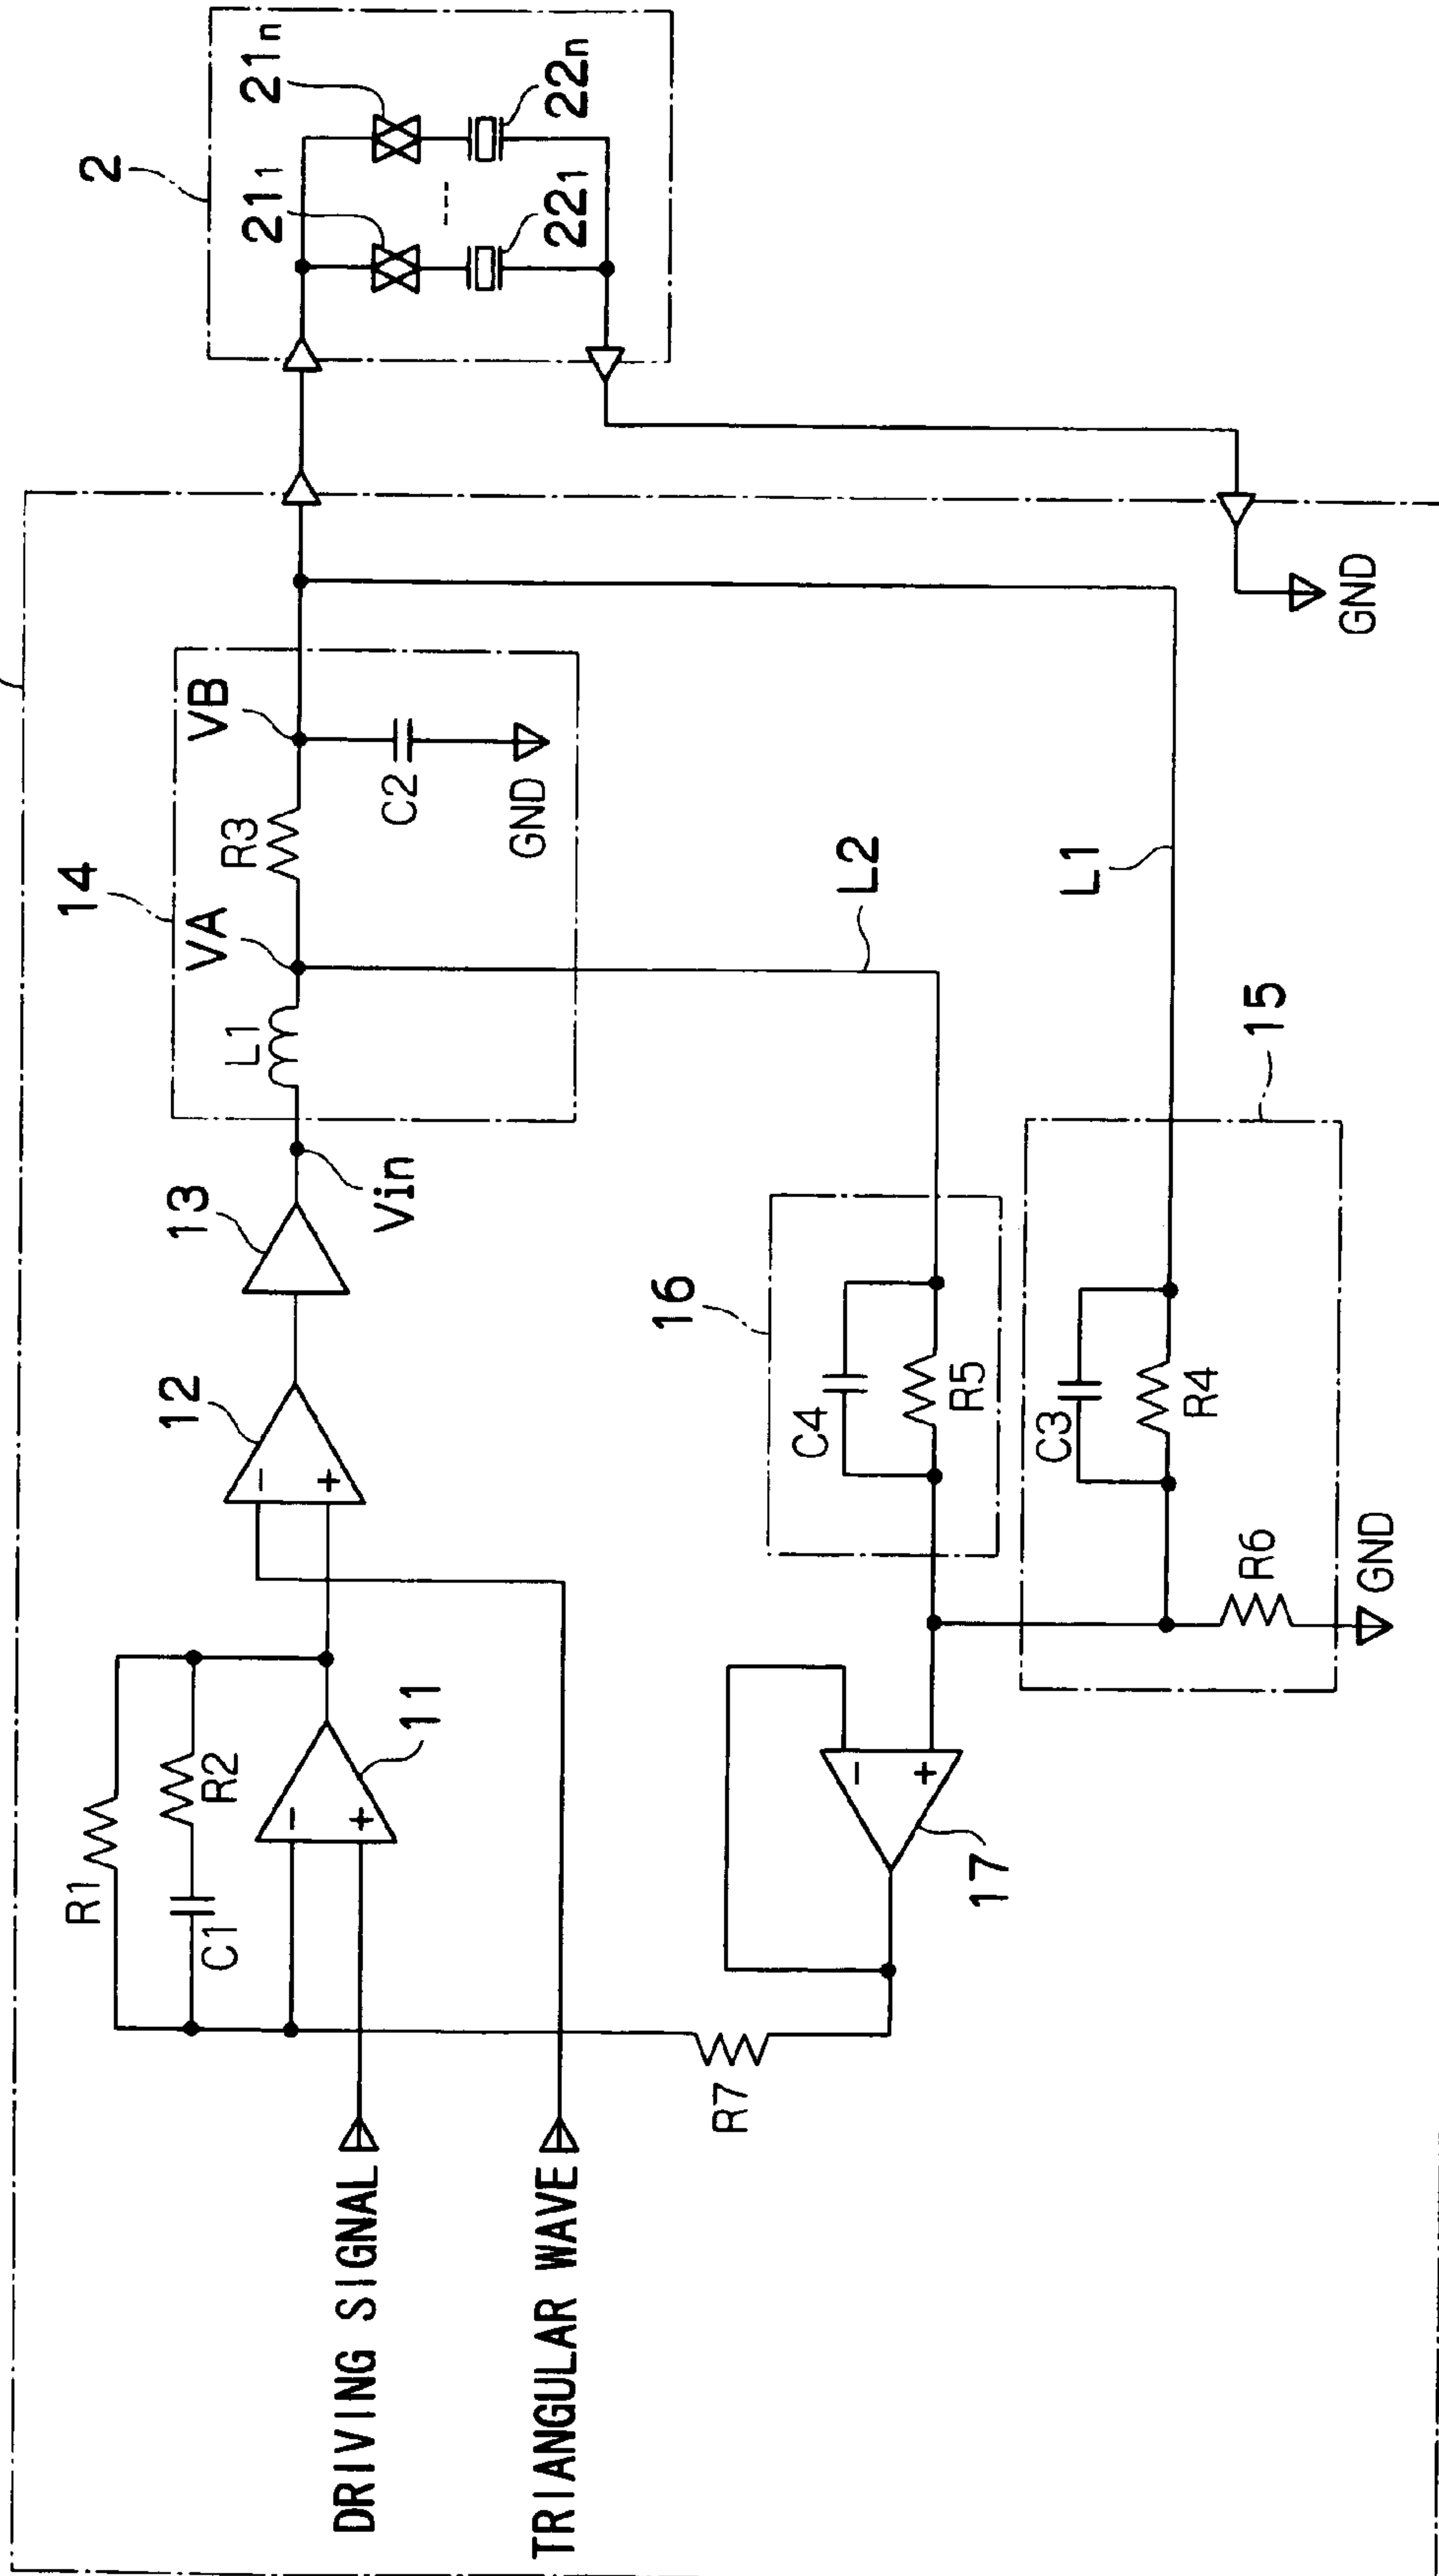 2
21₁
21n
22₁
22n
14
VA
VB
L1
R3
C2
GND
13
Vin
12
-
+
R1
C1
R2
11
-
+
DRIVING SIGNAL
TRIANGULAR WAVE
L2
L1
GND
16
C4
R5
15
C3
R4
R6
GND
17
-
+
R7